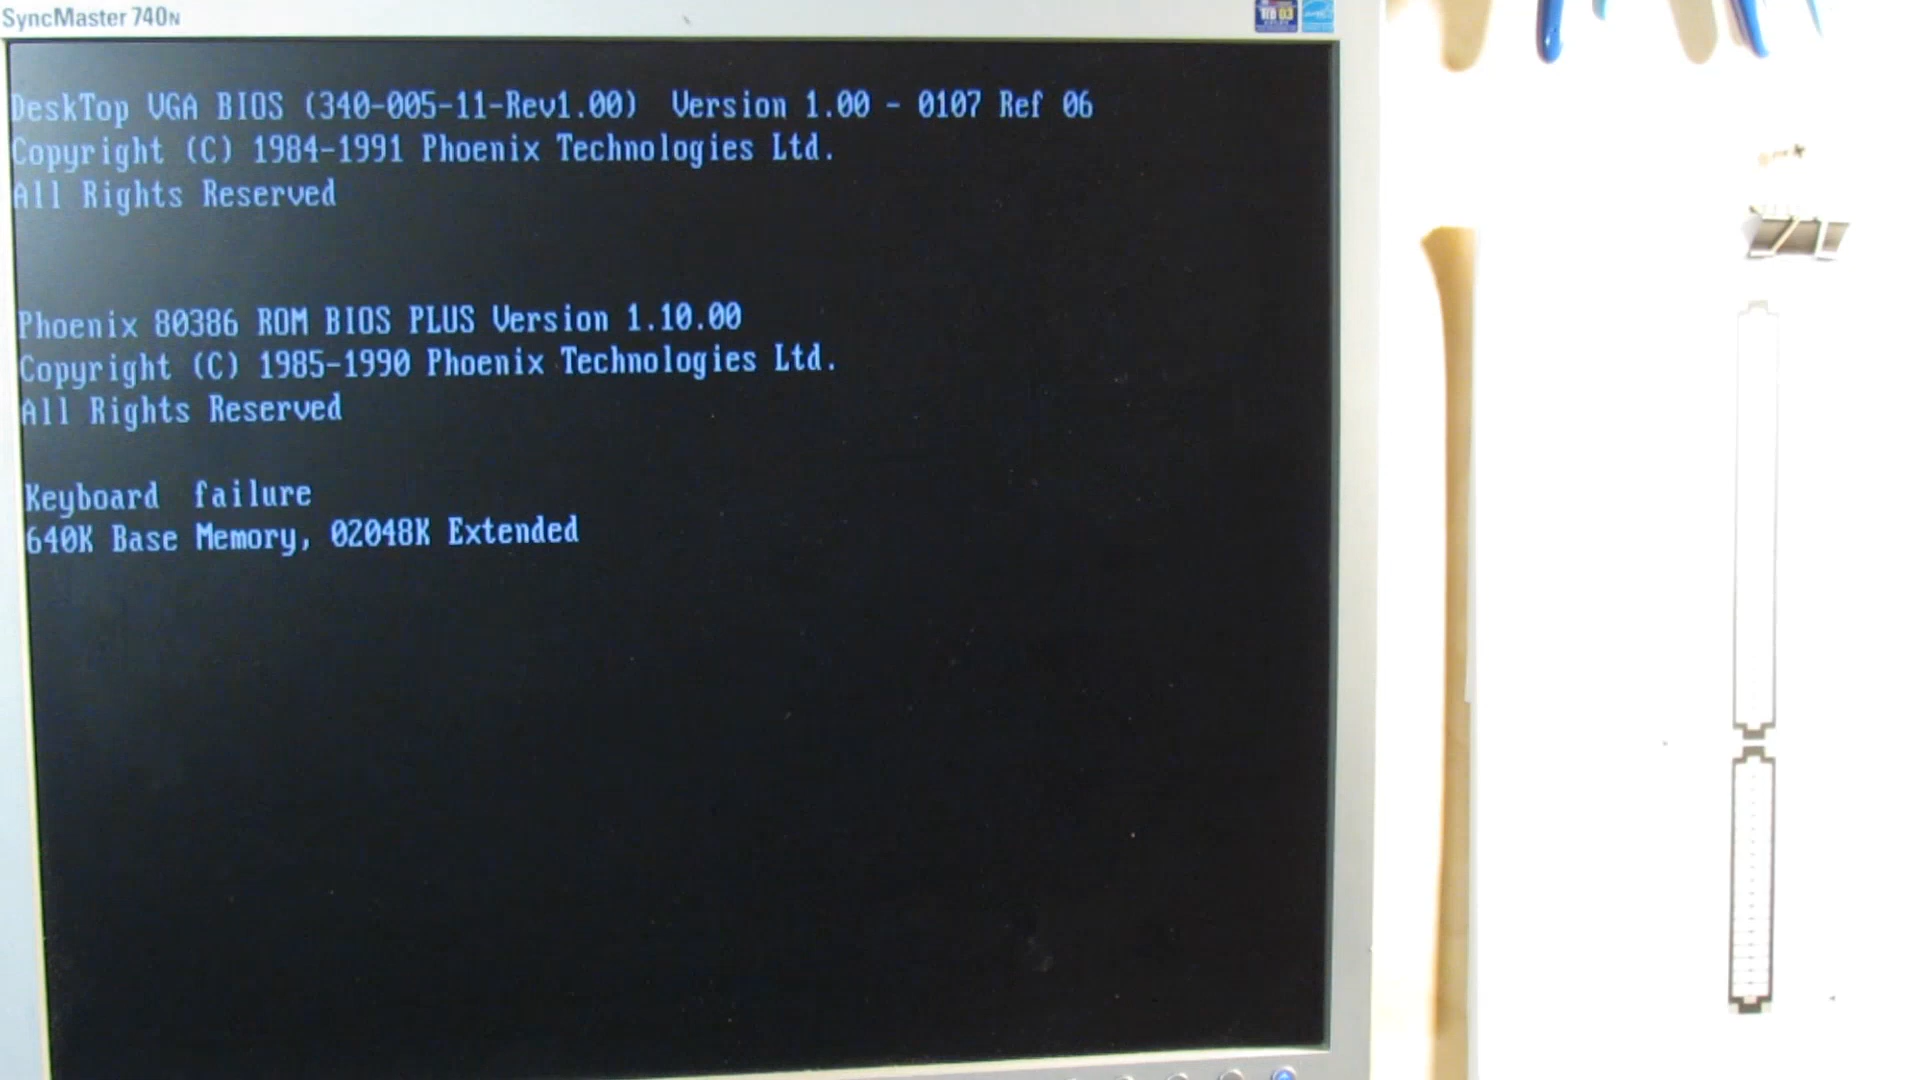 SyncMaster 740N
DeskTop VGA BIOS (340-005-11-Rev1.00)  Version 1.00 - 0107 Ref 06
Copyright (C) 1984-1991 Phoenix Technologies Ltd.
All Rights Reserved
Phoenix 80386 ROM BIOS PLUS Version 1.10.00
Copyright (C) 1985-1990 Phoenix Technologies Ltd.
All Rights Reserved
Keyboard  failure
640K Base Memory, 02048K Extended